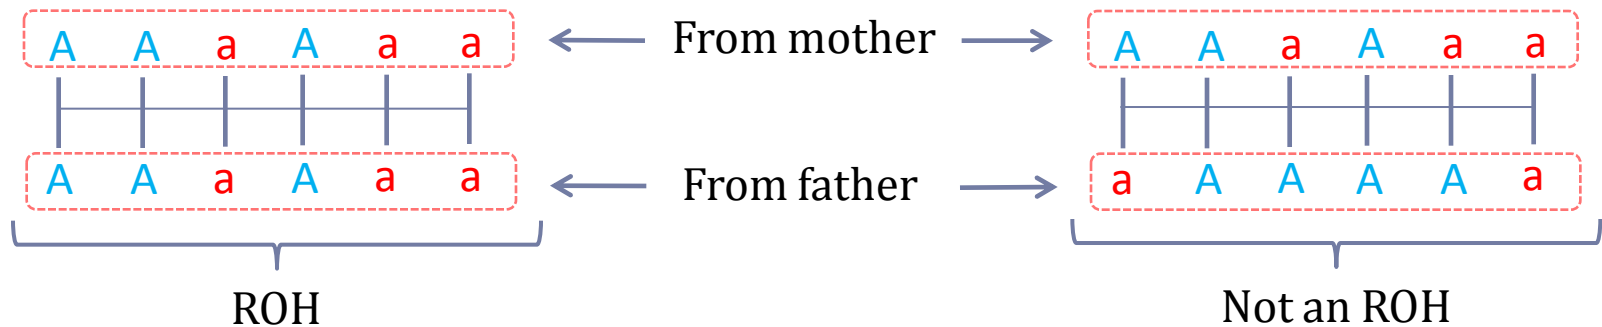 A A a A a a From mother A A a A a a
A A a A a a From father a A A A A a
ROH Not an ROH